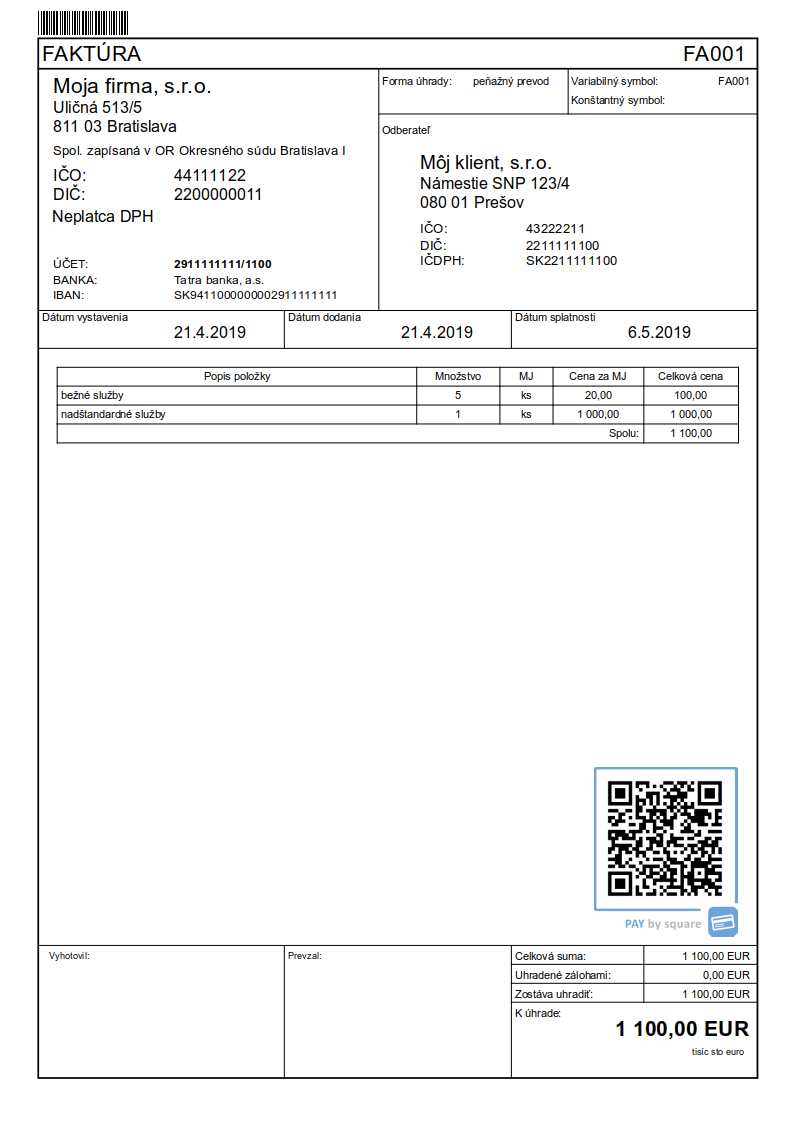 FAKTÚRA FA001
Moja firma, s.r.o.
Uličná 513/5
811 03 Bratislava
Spol. zapísaná v OR Okresného súdu Bratislava I
IČO: 44111122
DIČ: 2200000011
Neplatca DPH
ÚČET: 2911111111/1100
BANKA: Tatra banka, a.s.
IBAN: SK9411000000002911111111
Forma úhrady: peňažný prevod
Variabilný symbol: FA001
Konštantný symbol:
Odberateľ
Môj klient, s.r.o.
Námestie SNP 123/4
080 01 Prešov
IČO: 43222211
DIČ: 2211111100
IČDPH: SK2211111100
Dátum vystavenia
21.4.2019
Dátum dodania
21.4.2019
Dátum splatnosti
6.5.2019
Popis položky Množstvo MJ Cena za MJ Celková cena
bežné služby 5 ks 20,00 100,00
nadštandardné služby 1 ks 1 000,00 1 000,00
Spolu: 1 100,00
PAY by square
Vyhotovil:
Prevzal:
Celková suma: 1 100,00 EUR
Uhradené zálohami: 0,00 EUR
Zostáva uhradiť: 1 100,00 EUR
K úhrade:
1 100,00 EUR
tisíc sto euro